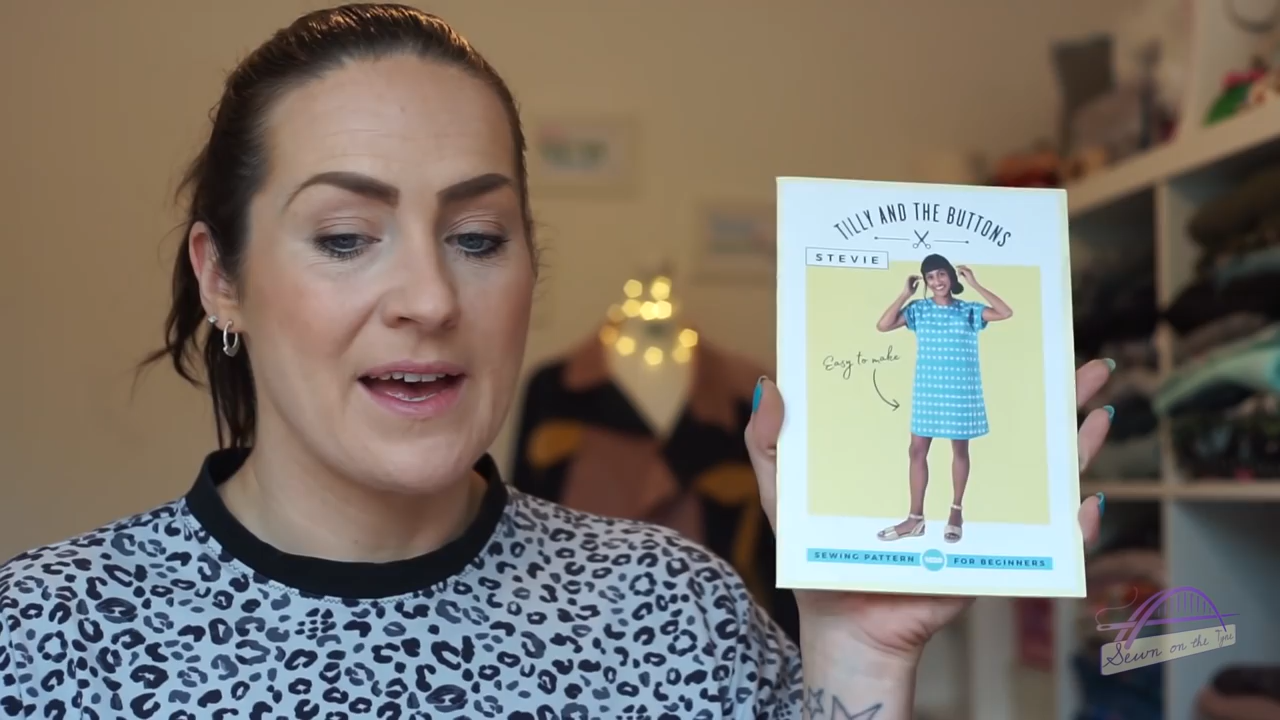 TILLY AND THE BUTTONS
STEVIE
Easy to make
SEWING PATTERN
FOR BEGINNERS
Sewn on the Tyne